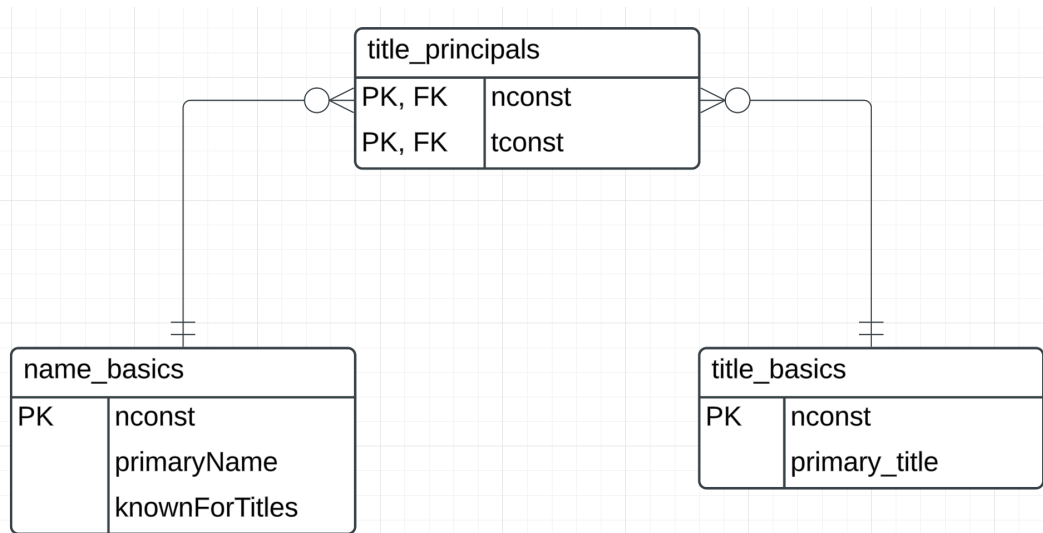 title_principals
PK, FK nconst
PK, FK tconst
name_basics
PK nconst
primaryName
knownForTitles
title_basics
PK nconst
primary_title